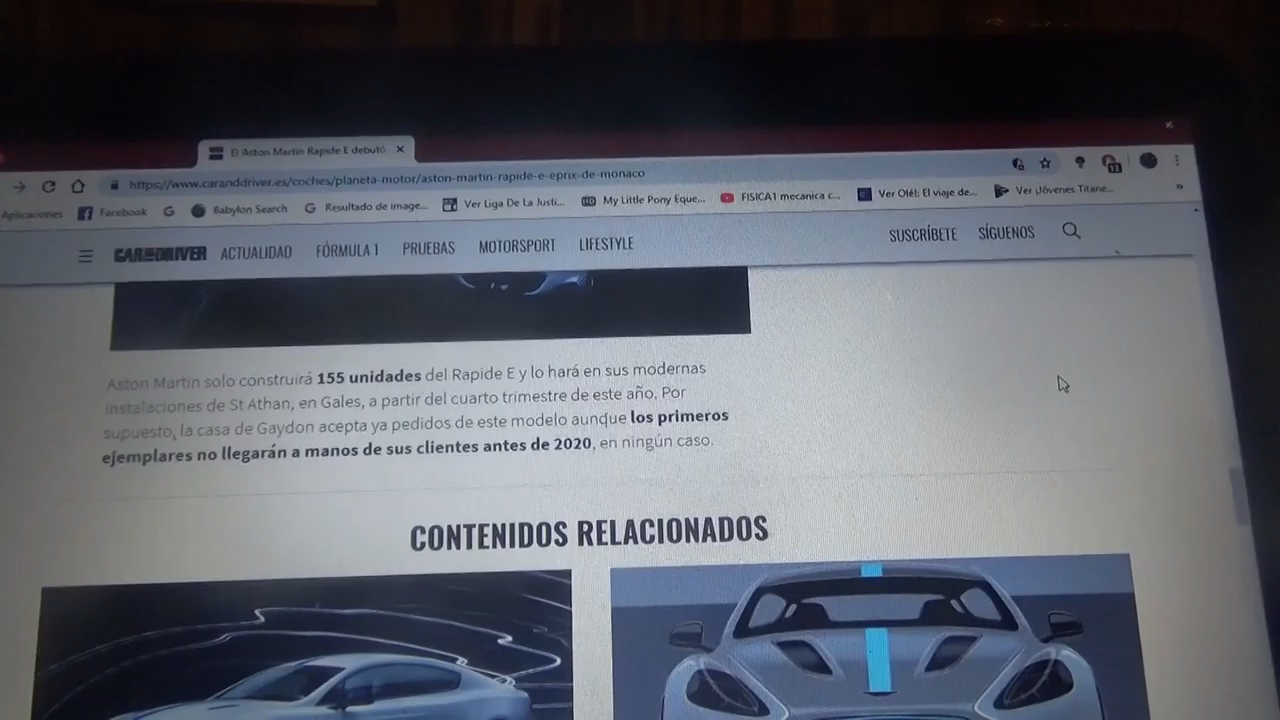 El Aston Martin Rapide E debutó
https://www.caranddriver.es/coches/planeta-motor/aston-martin-rapide-e-eprix-de-monaco
13
Aplicaciones Facebook Babylon Search Resultado de image... Ver Liga De La Justi... My Little Pony Eque... FISICA1 mecanica c... Ver Olé!: El viaje de... Ver ¡Jóvenes Titane... »
CAR AND DRIVER ACTUALIDAD FÓRMULA 1 PRUEBAS MOTORSPORT LIFESTYLE SUSCRÍBETE SÍGUENOS
Aston Martin solo construirá 155 unidades del Rapide E y lo hará en sus modernas
instalaciones de St Athan, en Gales, a partir del cuarto trimestre de este año. Por
supuesto, la casa de Gaydon acepta ya pedidos de este modelo aunque los primeros
ejemplares no llegarán a manos de sus clientes antes de 2020, en ningún caso.
CONTENIDOS RELACIONADOS